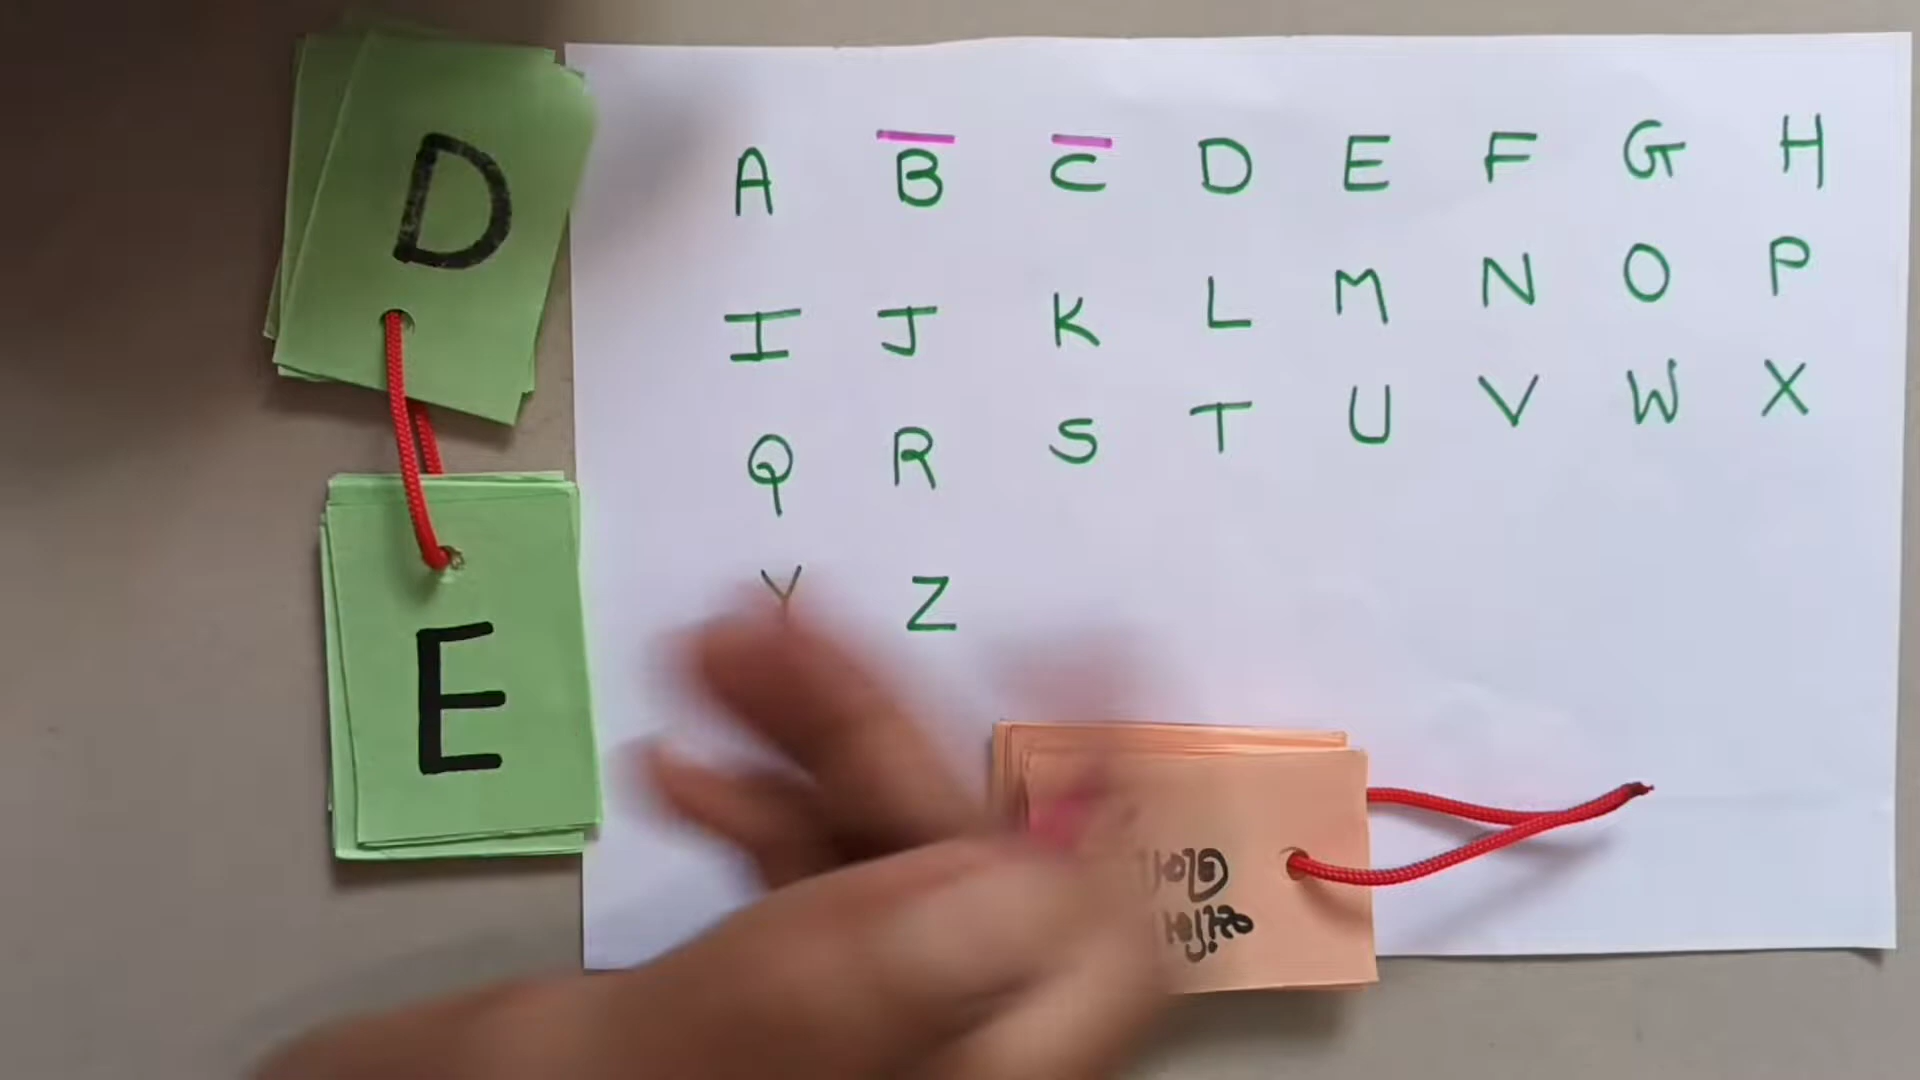 D
E
A B C D E F G H
I J K L M N O P
Q R S T U V W X
Y Z